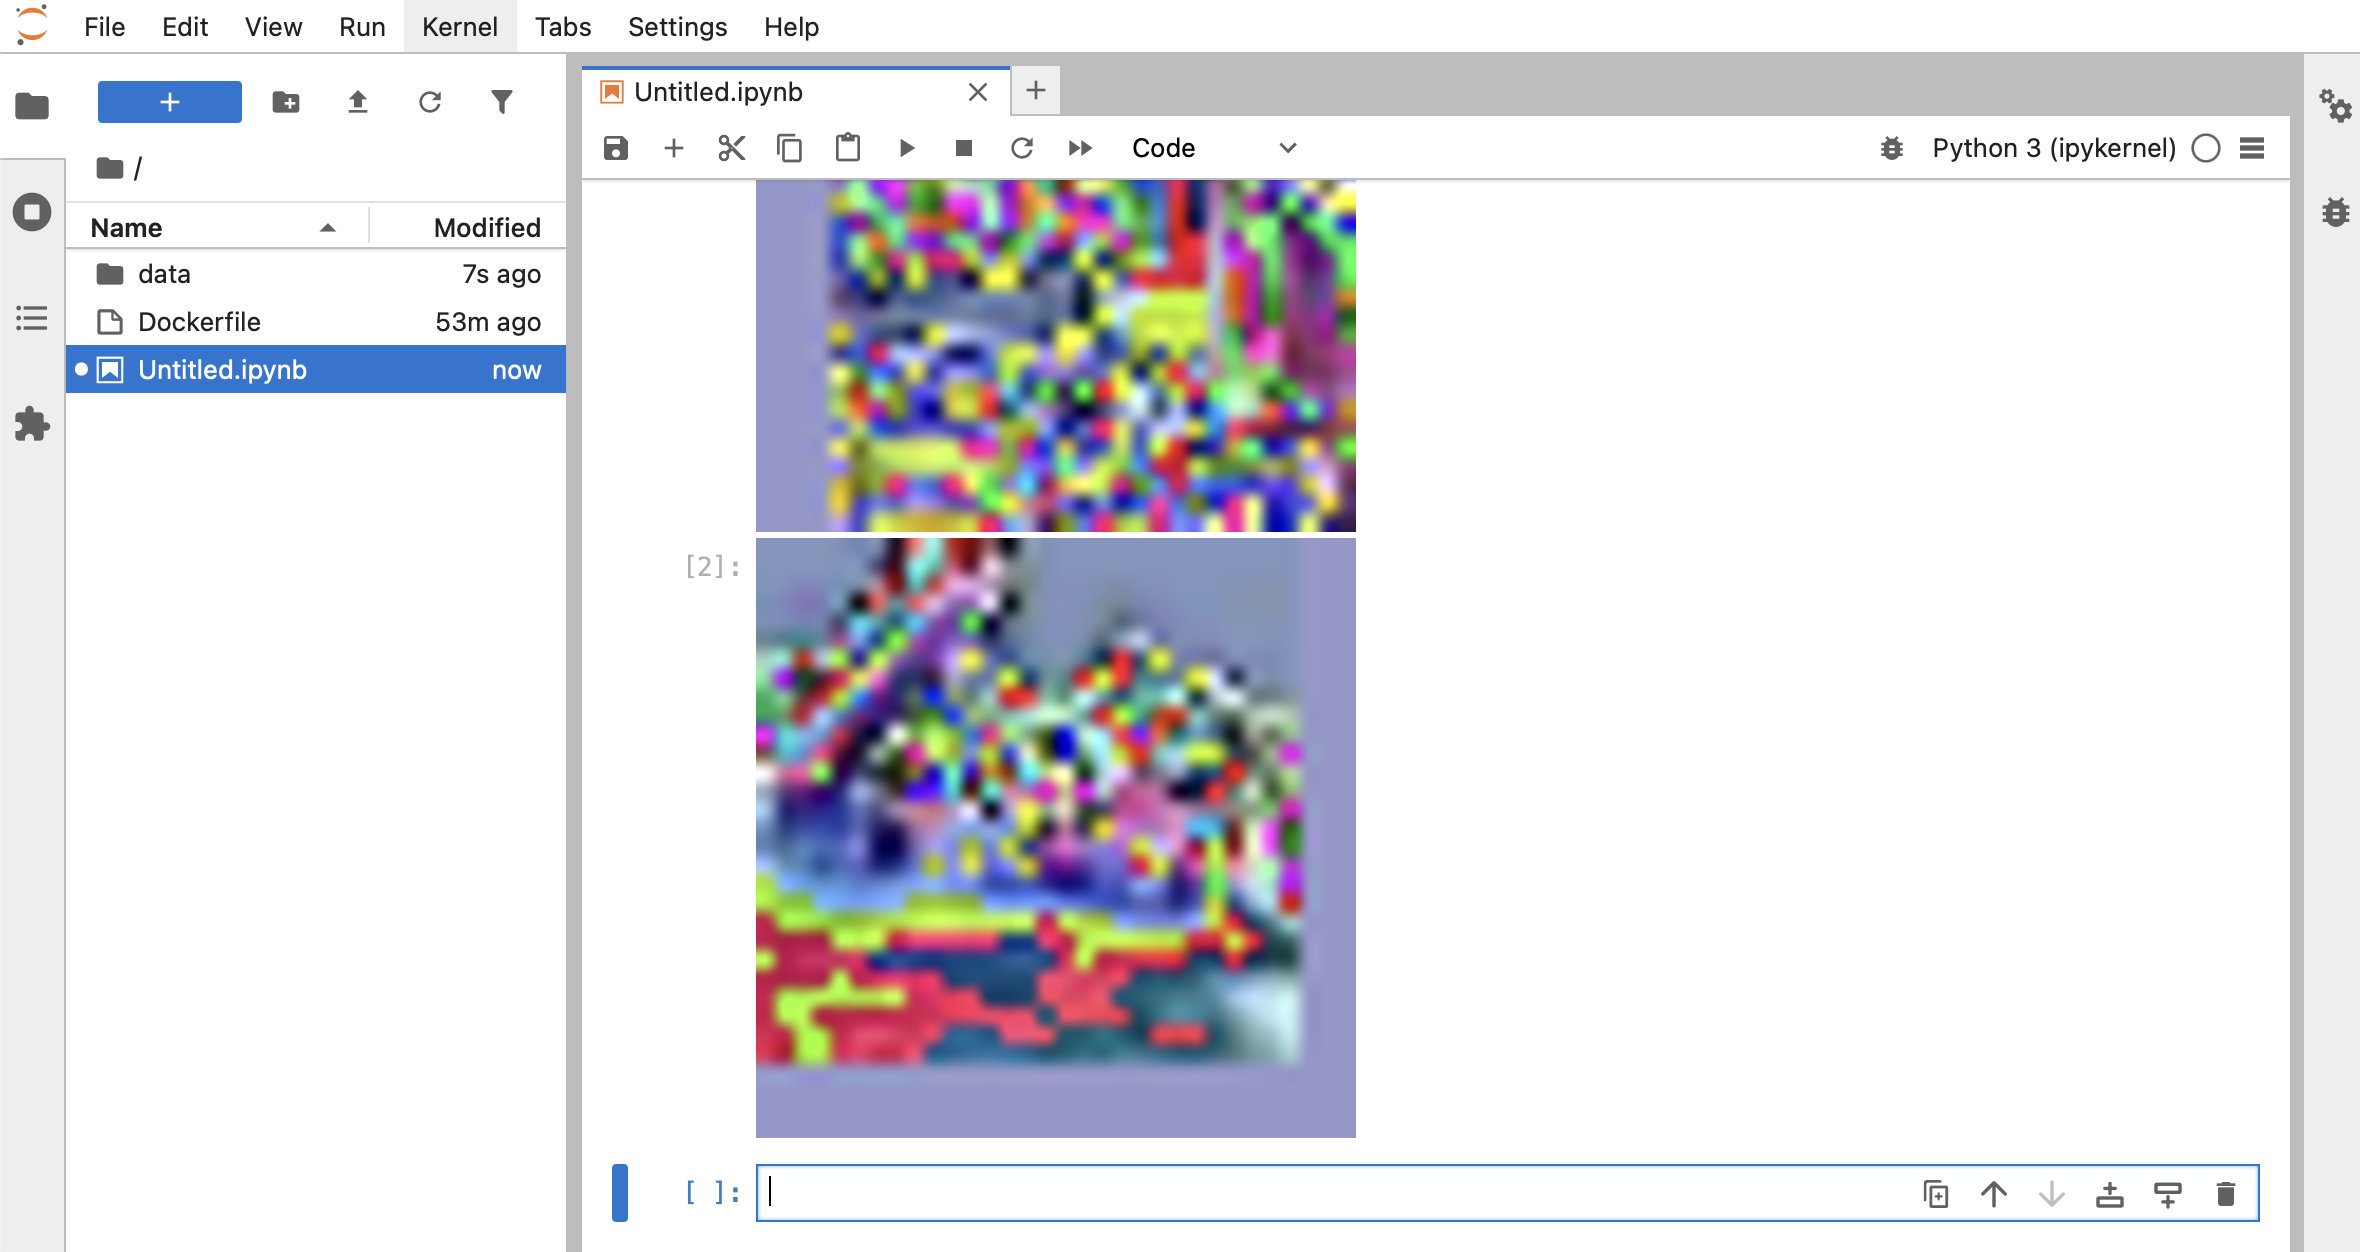 File Edit View Run Kernel Tabs Settings Help
Untitled.ipynb
Code
Python 3 (ipykernel)
/
Name Modified
data 7s ago
Dockerfile 53m ago
Untitled.ipynb now
[2]:
[ ]: